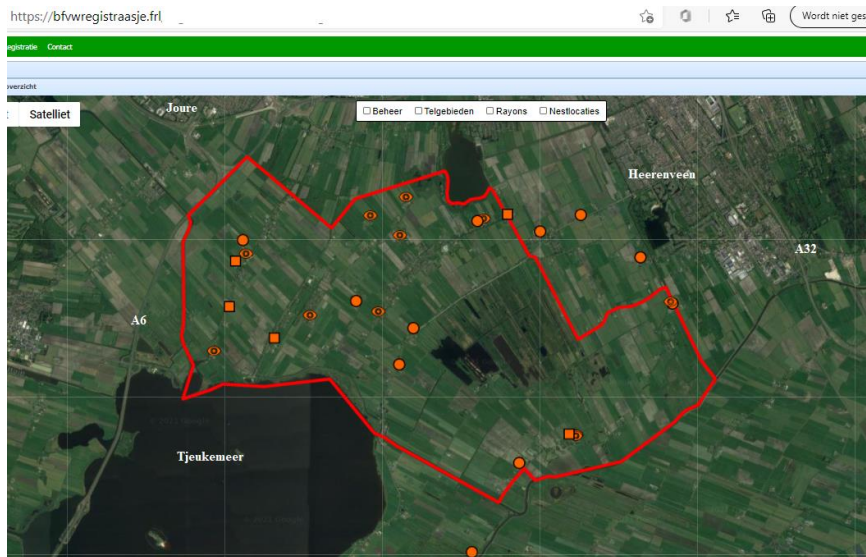 https://bfvwregistraasje.frl/
Wordt niet ges
egistratie Contact
overzicht
t Satelliet
Beheer Telgebieden Rayons Nestlocaties
Joure
Heerenveen
A32
A6
Tjeukemeer